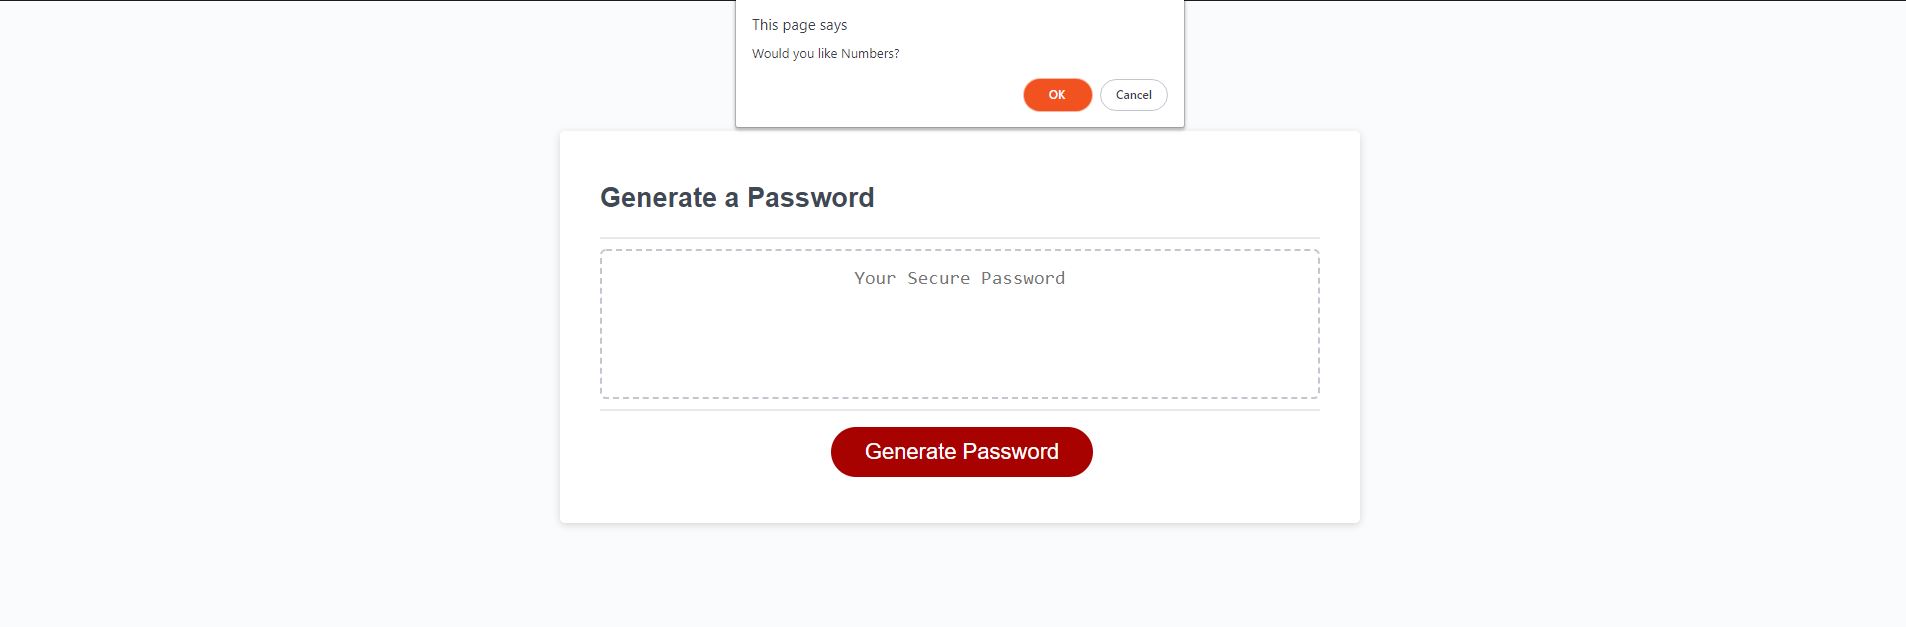 This page says
Would you like Numbers?
OK Cancel
Generate a Password
Your Secure Password
Generate Password